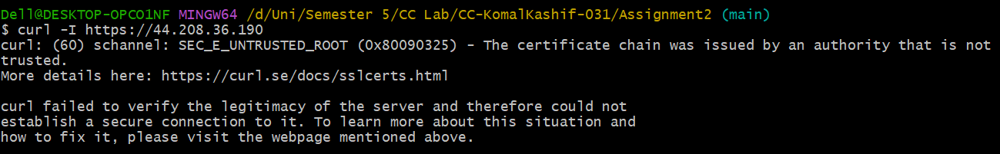 Dell@DESKTOP-OPCO1NF MINGW64 /d/Uni/Semester 5/CC Lab/CC-KomalKashif-031/Assignment2 (main)
$ curl -I https://44.208.36.190
curl: (60) schannel: SEC_E_UNTRUSTED_ROOT (0x80090325) - The certificate chain was issued by an authority that is not
trusted.
More details here: https://curl.se/docs/sslcerts.html

curl failed to verify the legitimacy of the server and therefore could not
establish a secure connection to it. To learn more about this situation and
how to fix it, please visit the webpage mentioned above.